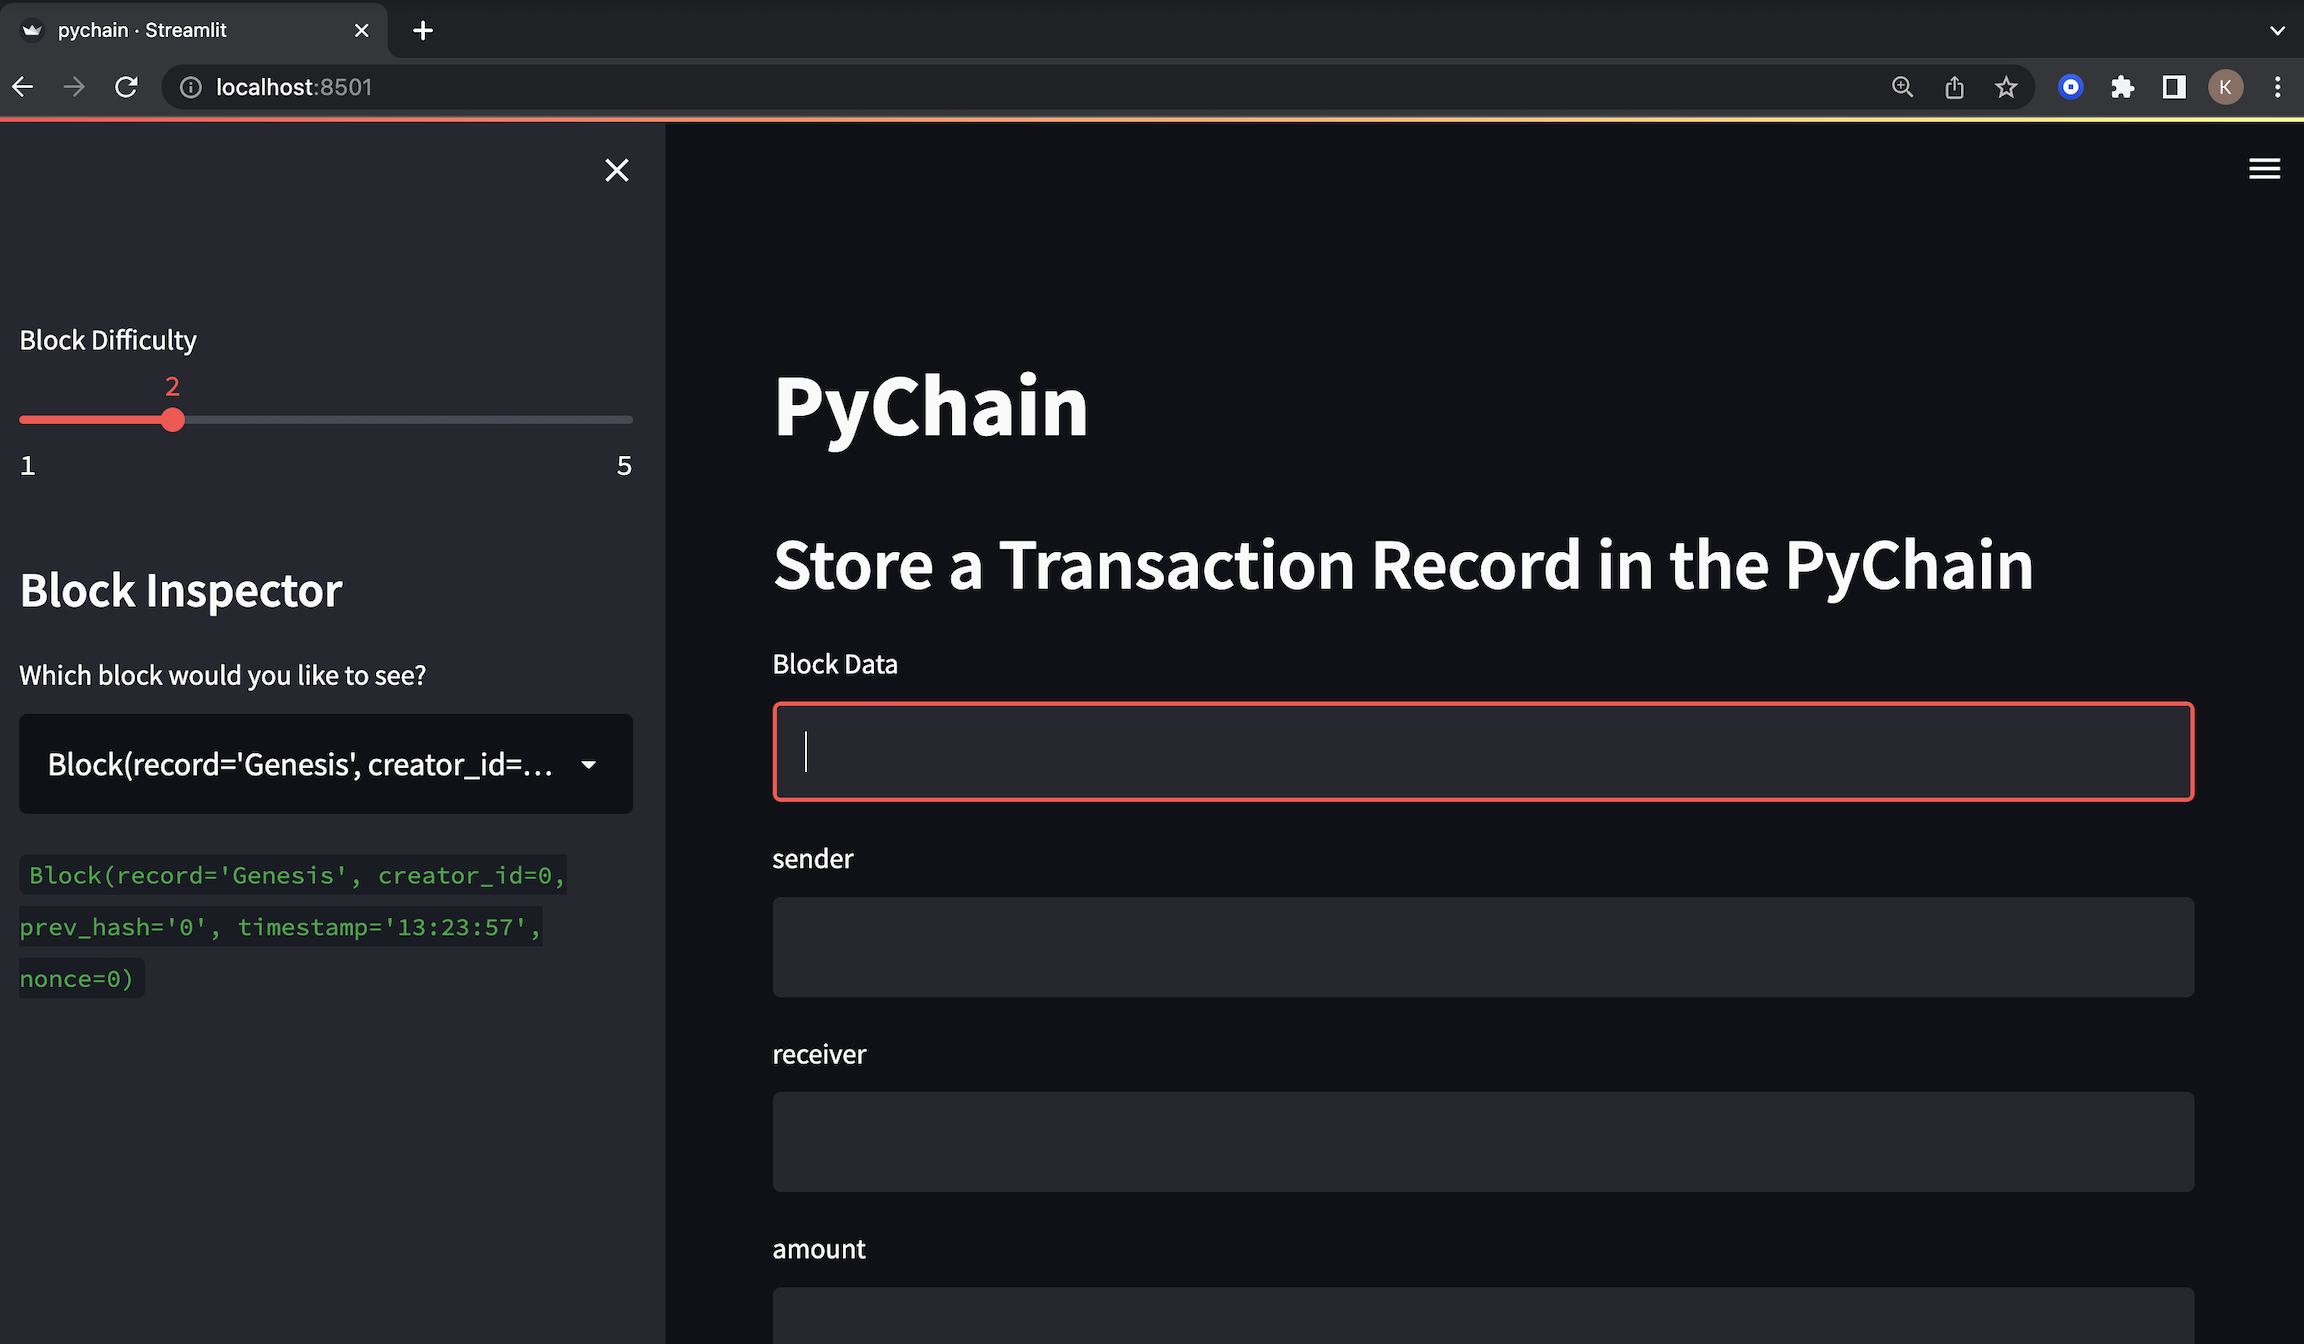 pychain · Streamlit
localhost:8501
K
Block Difficulty
2
1
5
Block Inspector
Which block would you like to see?
Block(record='Genesis', creator_id=...
Block(record='Genesis', creator_id=0,
prev_hash='0', timestamp='13:23:57',
nonce=0)
PyChain
Store a Transaction Record in the PyChain
Block Data
sender
receiver
amount